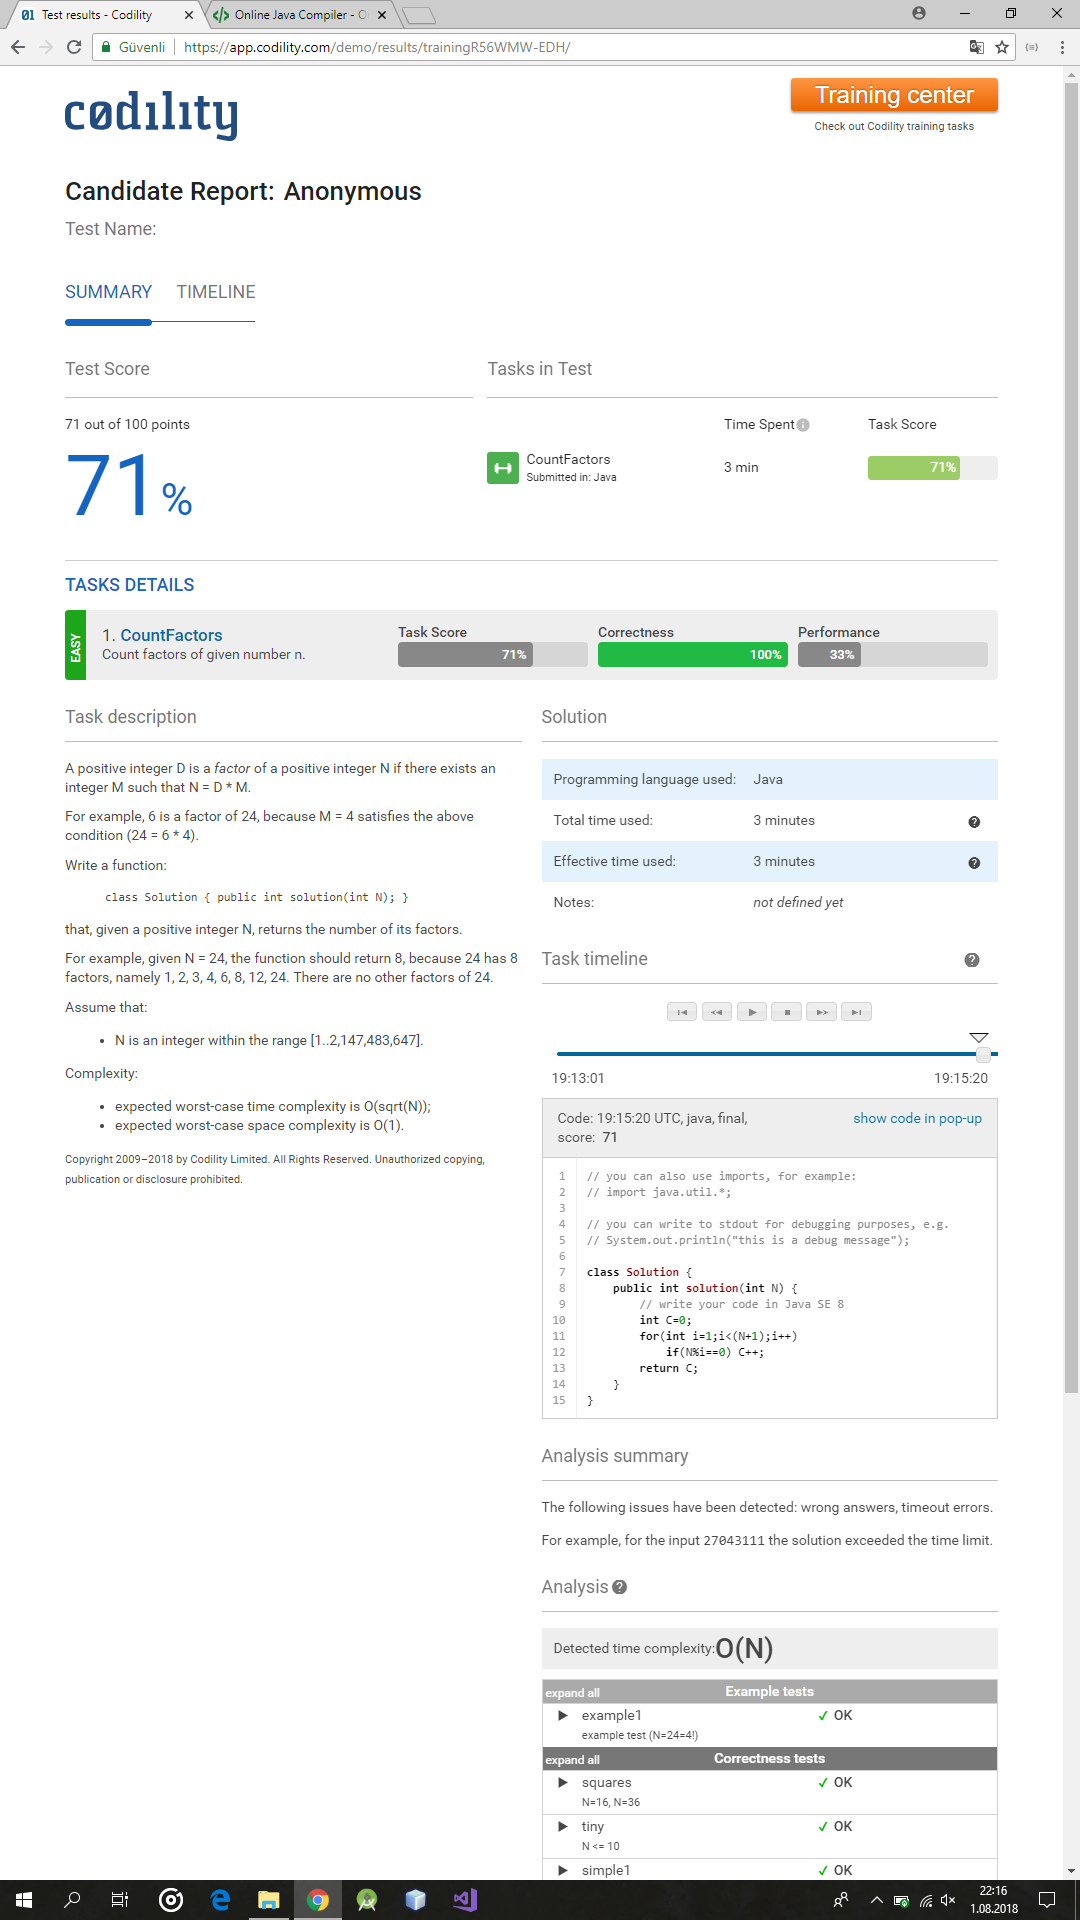 01 Test results - Codility
Online Java Compiler - O
Güvenli
https://app.codility.com/demo/results/trainingR56WMW-EDH/
codility
Training center
Check out Codility training tasks
Candidate Report: Anonymous
Test Name:
SUMMARY TIMELINE
Test Score
Tasks in Test
71 out of 100 points
71 %
Time Spent
Task Score
CountFactors
Submitted in: Java
3 min
71%
TASKS DETAILS
EASY
1. CountFactors
Count factors of given number n.
Task Score
71%
Correctness
100%
Performance
33%
Task description
A positive integer D is a factor of a positive integer N if there exists an
integer M such that N = D * M.
For example, 6 is a factor of 24, because M = 4 satisfies the above
condition (24 = 6 * 4).
Write a function:
class Solution { public int solution(int N); }
that, given a positive integer N, returns the number of its factors.
For example, given N = 24, the function should return 8, because 24 has 8
factors, namely 1, 2, 3, 4, 6, 8, 12, 24. There are no other factors of 24.
Assume that:
• N is an integer within the range [1..2,147,483,647].
Complexity:
• expected worst-case time complexity is O(sqrt(N));
• expected worst-case space complexity is O(1).
Copyright 2009–2018 by Codility Limited. All Rights Reserved. Unauthorized copying,
publication or disclosure prohibited.
Solution
Programming language used: Java
Total time used: 3 minutes
Effective time used: 3 minutes
Notes: not defined yet
Task timeline
19:13:01
19:15:20
Code: 19:15:20 UTC, java, final,
score: 71
show code in pop-up
1 // you can also use imports, for example:
2 // import java.util.*;
3
4 // you can write to stdout for debugging purposes, e.g.
5 // System.out.println("this is a debug message");
6
7 class Solution {
8 public int solution(int N) {
9 // write your code in Java SE 8
10 int C=0;
11 for(int i=1;i<(N+1);i++)
12 if(N%i==0) C++;
13 return C;
14 }
15 }
Analysis summary
The following issues have been detected: wrong answers, timeout errors.
For example, for the input 27043111 the solution exceeded the time limit.
Analysis
Detected time complexity: O(N)
expand all Example tests
example1 ✓ OK
example test (N=24=4!)
expand all Correctness tests
squares ✓ OK
N=16, N=36
tiny ✓ OK
N <= 10
simple1 ✓ OK
22:16
1.08.2018